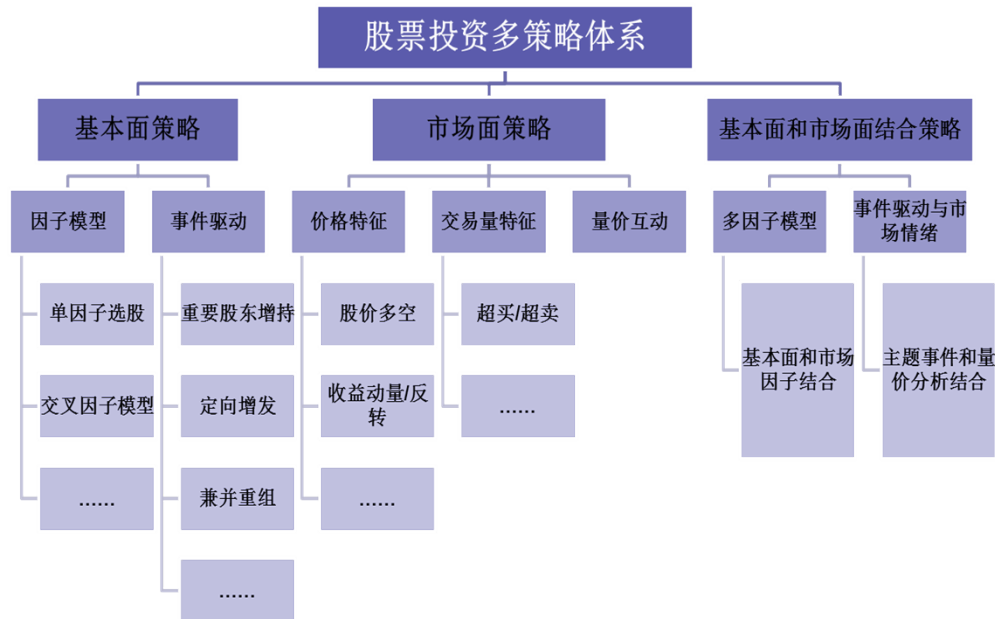 股票投资多策略体系
基本面策略
市场面策略
基本面和市场面结合策略
因子模型
事件驱动
价格特征
交易量特征
量价互动
多因子模型
事件驱动与市
场情绪
单因子选股
重要股东增持
股价多空
超买/超卖
基本面和市场
因子结合
主题事件和量
价分析结合
交叉因子模型
定向增发
收益动量/反
转
……
……
兼并重组
……
……